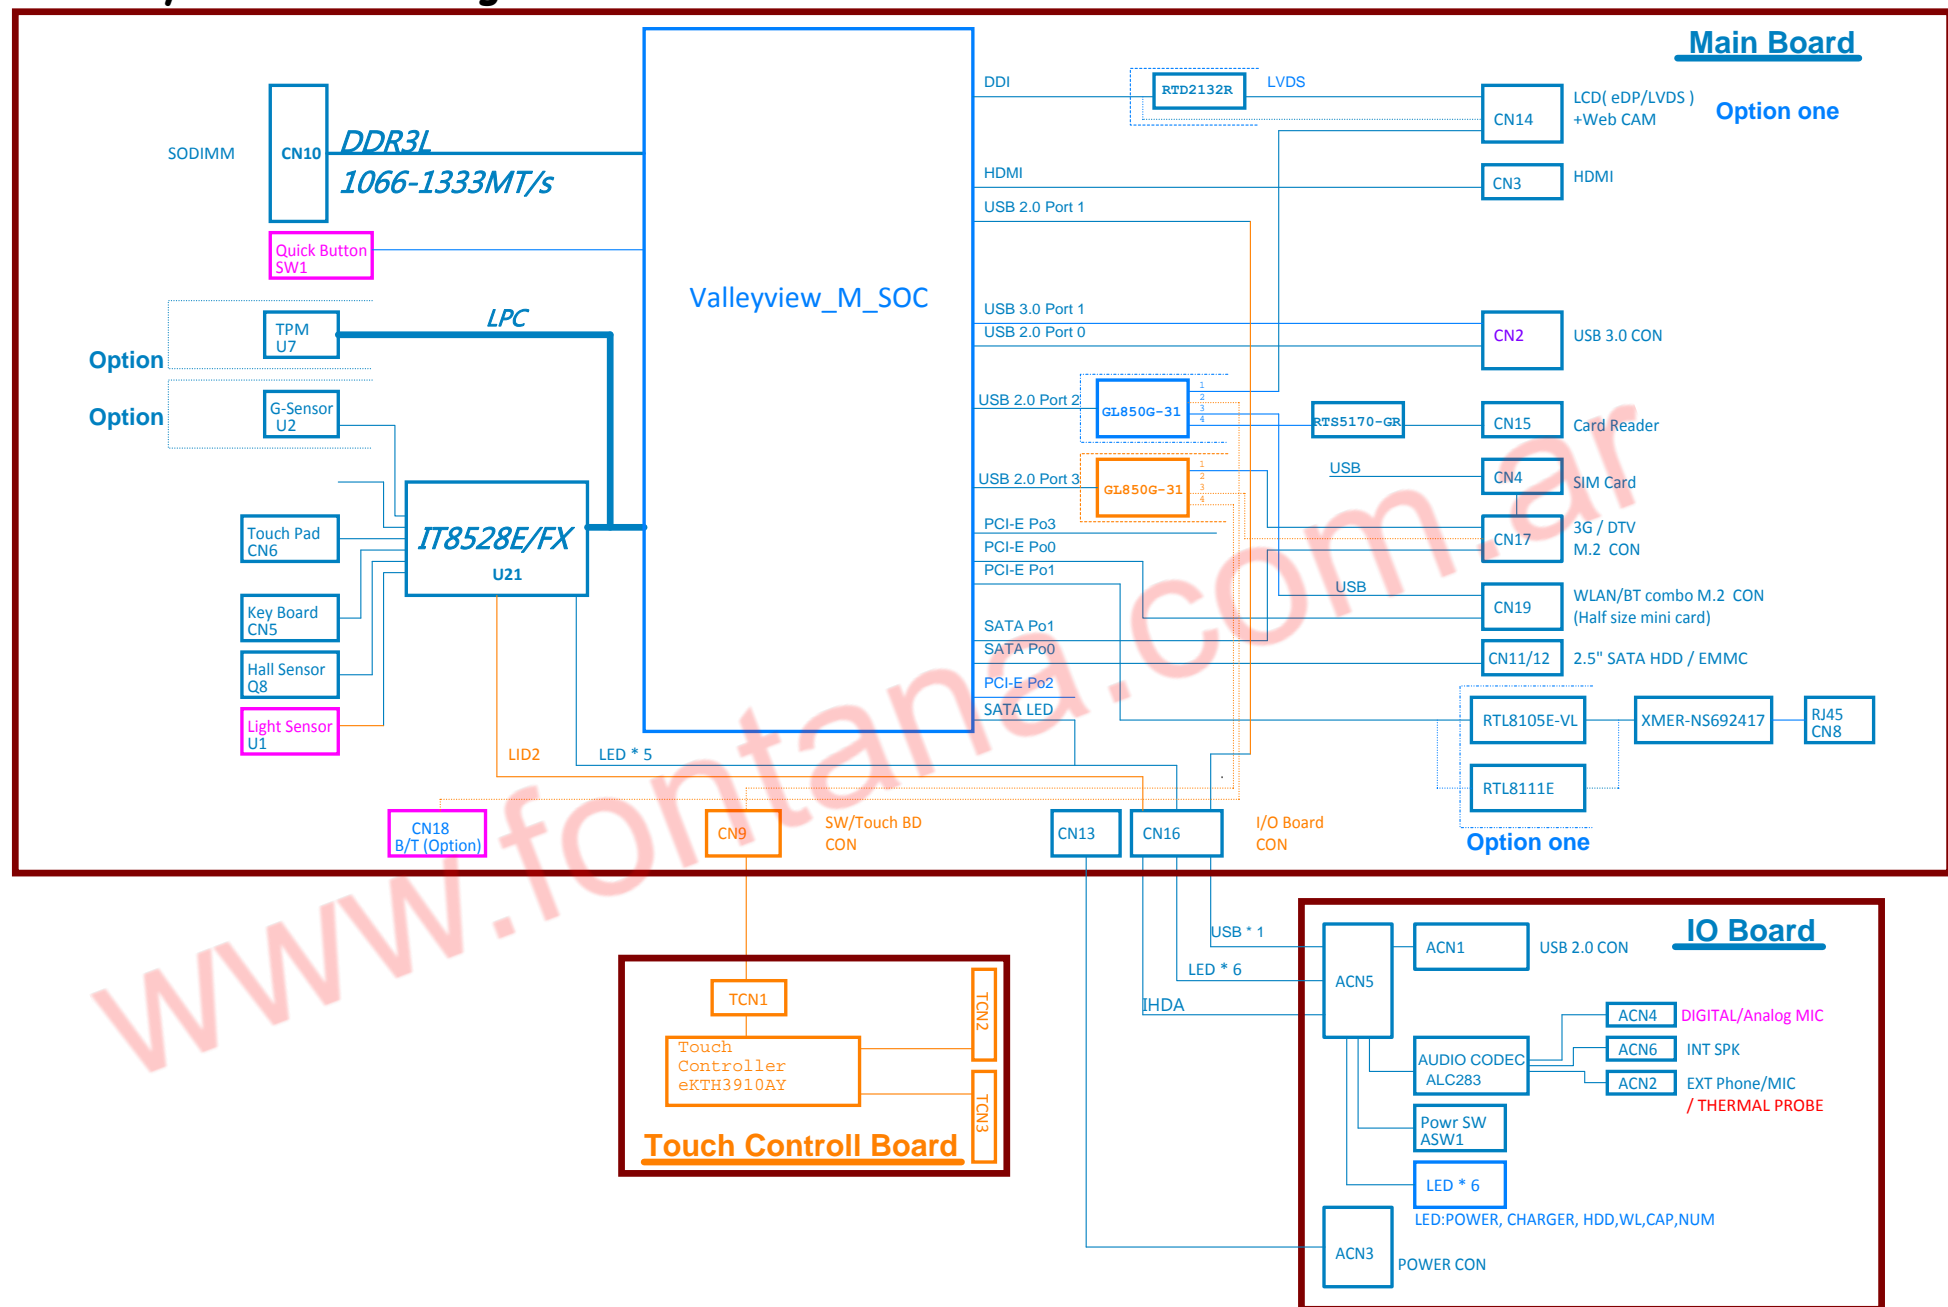 Main Board
DDI
RTD2132R
LVDS
CN14
LCD( eDP/LVDS )
+Web CAM
Option one
SODIMM
CN10
DDR3L
1066-1333MT/s
HDMI
CN3
HDMI
USB 2.0 Port 1
Quick Button
SW1
Valleyview_M_SOC
TPM
U7
LPC
Option
USB 3.0 Port 1
USB 2.0 Port 0
CN2
USB 3.0 CON
G-Sensor
U2
Option
USB 2.0 Port 2
GL850G-31
1
2
3
4
RTS5170-GR
CN15
Card Reader
USB 2.0 Port 3
GL850G-31
1
2
3
4
USB
CN4
SIM Card
IT8528E/FX
U21
Touch Pad
CN6
PCI-E Po3
PCI-E Po0
PCI-E Po1
CN17
3G / DTV
M.2 CON
USB
CN19
WLAN/BT combo M.2 CON
(Half size mini card)
Key Board
CN5
Hall Sensor
Q8
SATA Po1
SATA Po0
CN11/12
2.5" SATA HDD / EMMC
PCI-E Po2
SATA LED
Light Sensor
U1
RTL8105E-VL
XMER-NS692417
RJ45
CN8
LID2
LED * 5
RTL8111E
Option one
CN18
B/T (Option)
CN9
SW/Touch BD
CON
CN13
CN16
I/O Board
CON
www.fontana.com.ar
IO Board
USB * 1
LED * 6
IHDA
ACN5
ACN1
USB 2.0 CON
TCN1
TCN2
Touch
Controller
eKTH3910AY
TCN3
Touch Controll Board
AUDIO CODEC
ALC283
ACN4
DIGITAL/Analog MIC
ACN6
INT SPK
ACN2
EXT Phone/MIC
/ THERMAL PROBE
Powr SW
ASW1
LED * 6
LED:POWER, CHARGER, HDD,WL,CAP,NUM
ACN3
POWER CON